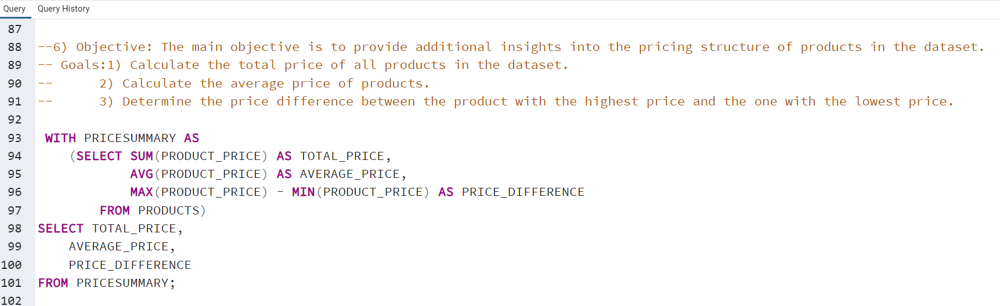 Query Query History
87
88 --6) Objective: The main objective is to provide additional insights into the pricing structure of products in the dataset.
89 -- Goals:1) Calculate the total price of all products in the dataset.
90 --      2) Calculate the average price of products.
91 --      3) Determine the price difference between the product with the highest price and the one with the lowest price.
92
93  WITH PRICESUMMARY AS
94     (SELECT SUM(PRODUCT_PRICE) AS TOTAL_PRICE,
95             AVG(PRODUCT_PRICE) AS AVERAGE_PRICE,
96             MAX(PRODUCT_PRICE) - MIN(PRODUCT_PRICE) AS PRICE_DIFFERENCE
97         FROM PRODUCTS)
98 SELECT TOTAL_PRICE,
99     AVERAGE_PRICE,
100     PRICE_DIFFERENCE
101 FROM PRICESUMMARY;
102